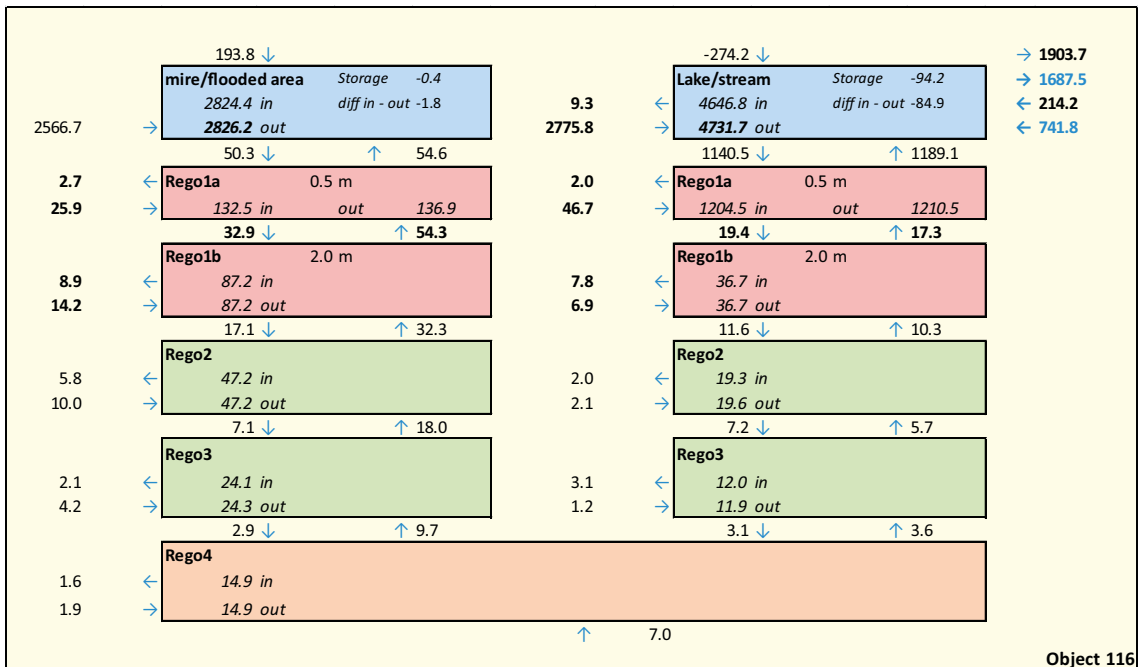 193.8 ↓ -274.2 ↓ → 1903.7
mire/flooded area Storage -0.4 Lake/stream Storage -94.2 → 1687.5
2824.4 in diff in - out -1.8 9.3 ← 4646.8 in diff in - out -84.9 ← 214.2
2566.7 → 2826.2 out 2775.8 → 4731.7 out ← 741.8
50.3 ↓ ↑ 54.6 1140.5 ↓ ↑ 1189.1
2.7 ← Rego1a 0.5 m 2.0 ← Rego1a 0.5 m
25.9 → 132.5 in out 136.9 46.7 → 1204.5 in out 1210.5
32.9 ↓ ↑ 54.3 19.4 ↓ ↑ 17.3
Rego1b 2.0 m Rego1b 2.0 m
8.9 ← 87.2 in 7.8 ← 36.7 in
14.2 → 87.2 out 6.9 → 36.7 out
17.1 ↓ ↑ 32.3 11.6 ↓ ↑ 10.3
Rego2 Rego2
5.8 ← 47.2 in 2.0 ← 19.3 in
10.0 → 47.2 out 2.1 → 19.6 out
7.1 ↓ ↑ 18.0 7.2 ↓ ↑ 5.7
Rego3 Rego3
2.1 ← 24.1 in 3.1 ← 12.0 in
4.2 → 24.3 out 1.2 → 11.9 out
2.9 ↓ ↑ 9.7 3.1 ↓ ↑ 3.6
Rego4
1.6 ← 14.9 in
1.9 → 14.9 out
↑ 7.0
Object 116